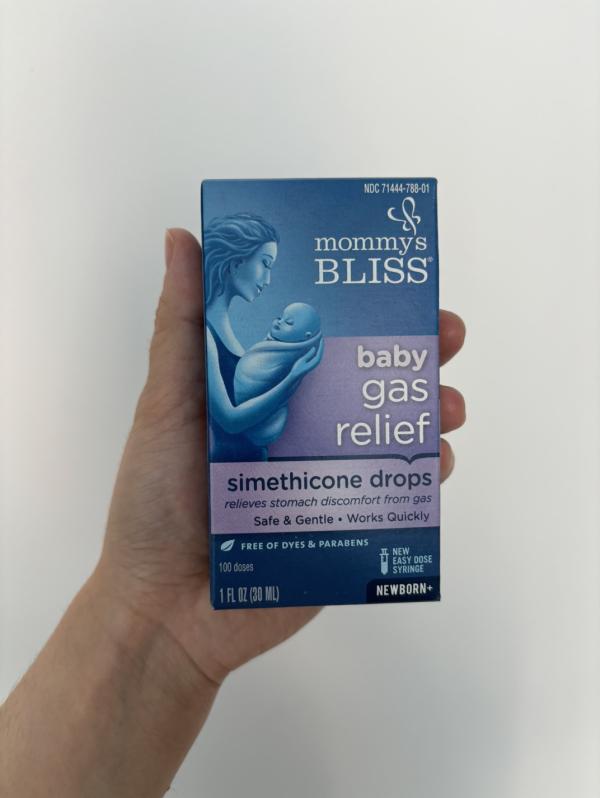 NDC 71444-788-01
mommy's
BLISS®
baby
gas
relief
simethicone drops
relieves stomach discomfort from gas
Safe & Gentle • Works Quickly
FREE OF DYES & PARABENS
100 doses
NEW
EASY DOSE
SYRINGE
1 FL OZ (30 ML)
NEWBORN+